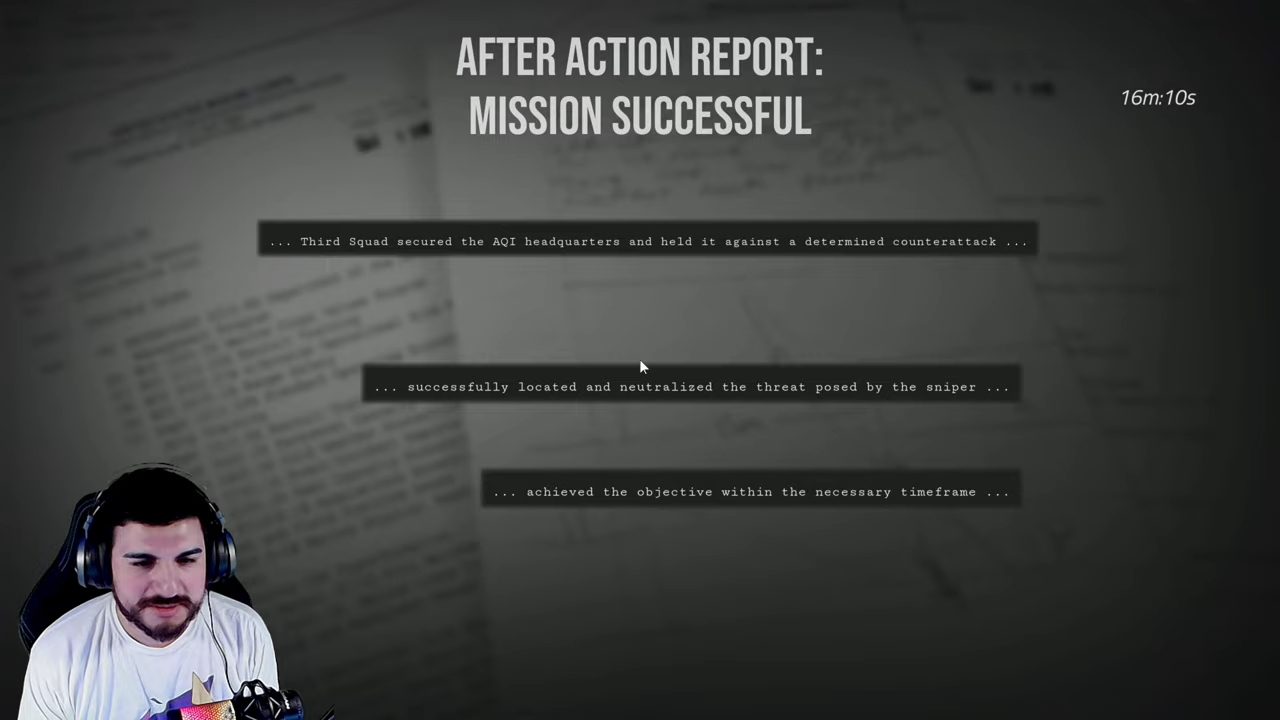 AFTER ACTION REPORT:
MISSION SUCCESSFUL
16m:10s
... Third Squad secured the AQI headquarters and held it against a determined counterattack ...
... successfully located and neutralized the threat posed by the sniper ...
... achieved the objective within the necessary timeframe ...